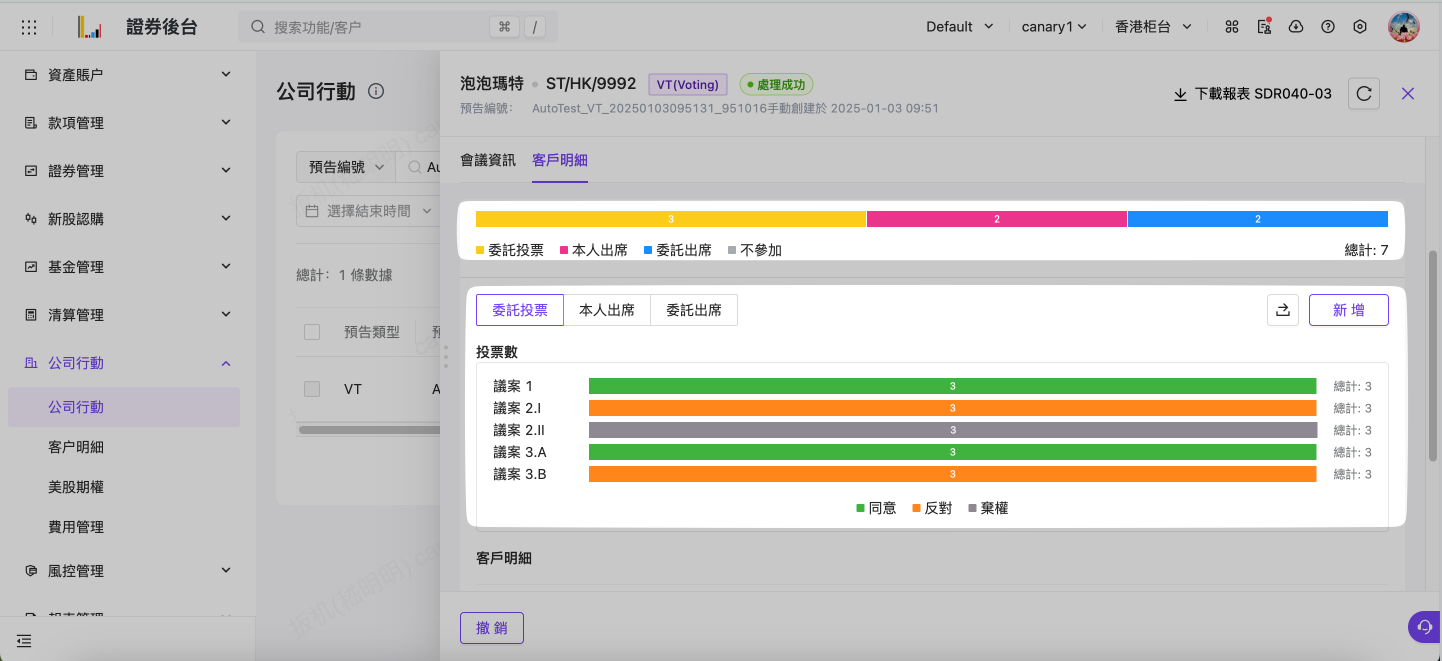 證券後台
搜索功能/客户
⌘ /
Default
canary1
香港柜台
資產賬户
款項管理
證券管理
新股認購
基金管理
清算管理
公司行動
公司行動
客户明細
美股期權
費用管理
風控管理
公司行動
預告編號
Au
選擇結束時間
總計: 1 條數據
預告類型
VT
A
泡泡瑪特 ST/HK/9992 VT(Voting) 處理成功
預告編號: AutoTest_VT_20250103095131_951016手動創建於 2025-01-03 09:51
下載報表 SDR040-03
會議資訊 客戶明細
3 2 2
委託投票 本人出席 委託出席 不參加 總計: 7
委託投票 本人出席 委託出席
新 增
投票數
議案 1 3 總計: 3
議案 2.I 3 總計: 3
議案 2.II 3 總計: 3
議案 3.A 3 總計: 3
議案 3.B 3 總計: 3
同意 反對 棄權
客戶明細
撤 銷